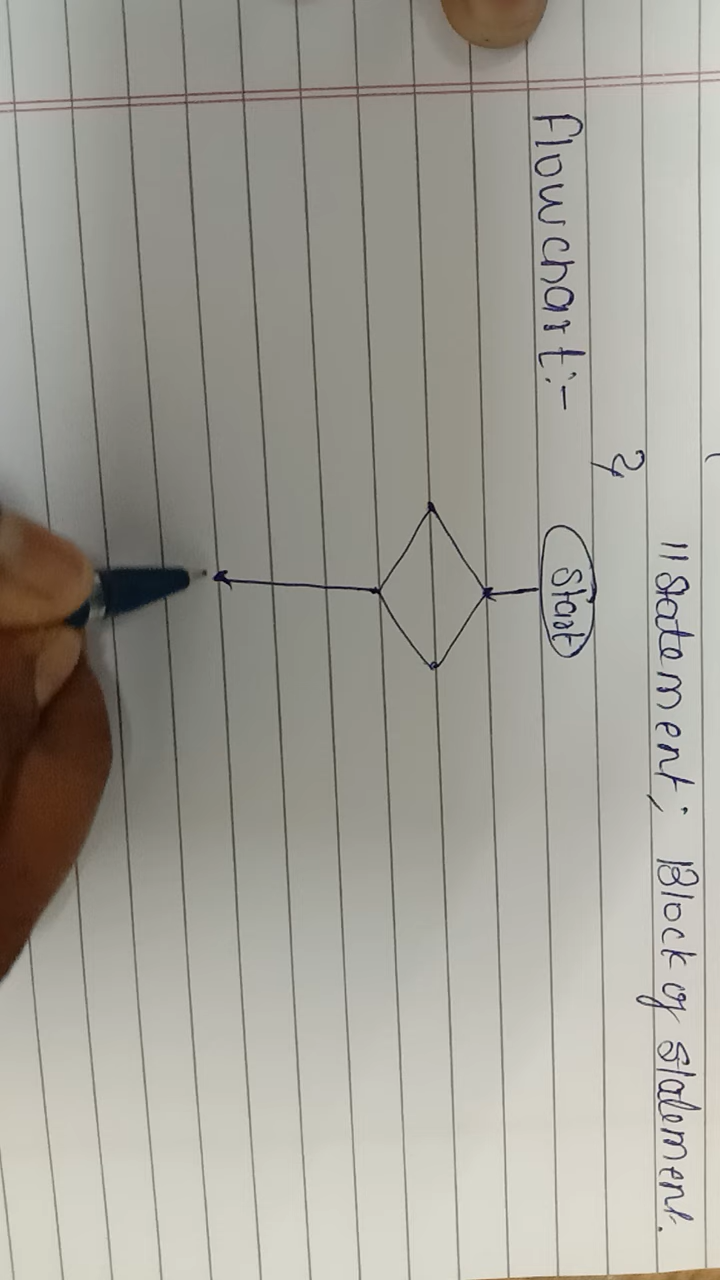 // Statement; Block of Statement.
}
Flowchart:-
Start